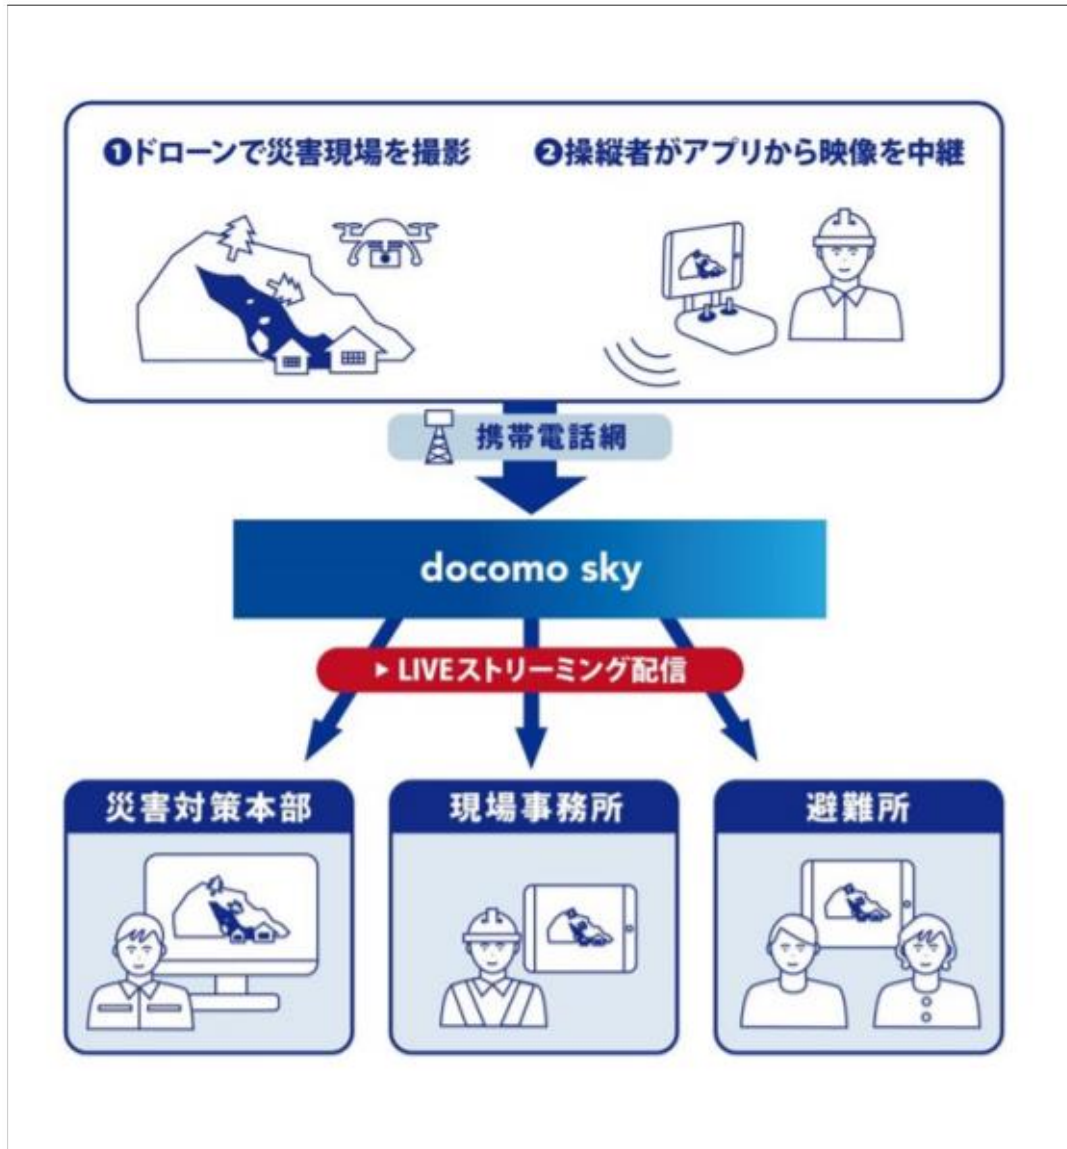 ❶ドローンで災害現場を撮影
❷操縦者がアプリから映像を中継
携帯電話網
docomo sky
▶ LIVEストリーミング配信
災害対策本部
現場事務所
避難所